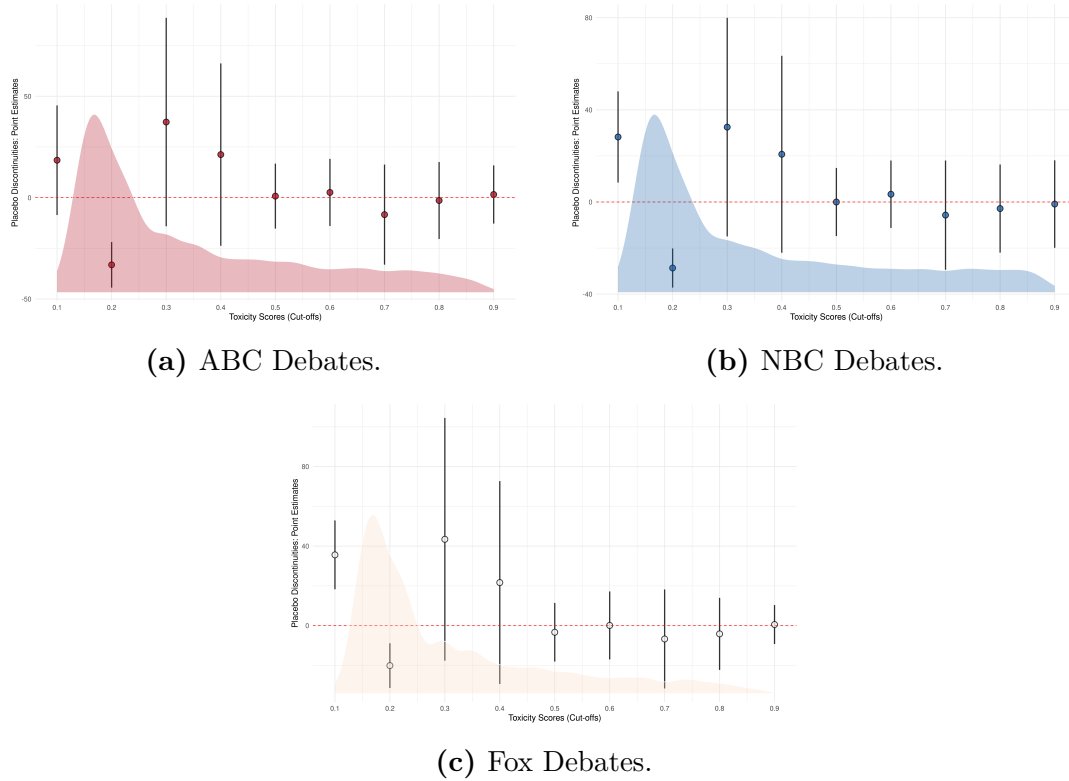 Placebo Discontinuities: Point Estimates
50
0
-50
0.1 0.2 0.3 0.4 0.5 0.6 0.7 0.8 0.9
Toxicity Scores (Cut-offs)
(a) ABC Debates.
Placebo Discontinuities: Point Estimates
80
40
0
-40
0.1 0.2 0.3 0.4 0.5 0.6 0.7 0.8 0.9
Toxicity Scores (Cut-offs)
(b) NBC Debates.
Placebo Discontinuities: Point Estimates
80
40
0
0.1 0.2 0.3 0.4 0.5 0.6 0.7 0.8 0.9
Toxicity Scores (Cut-offs)
(c) Fox Debates.